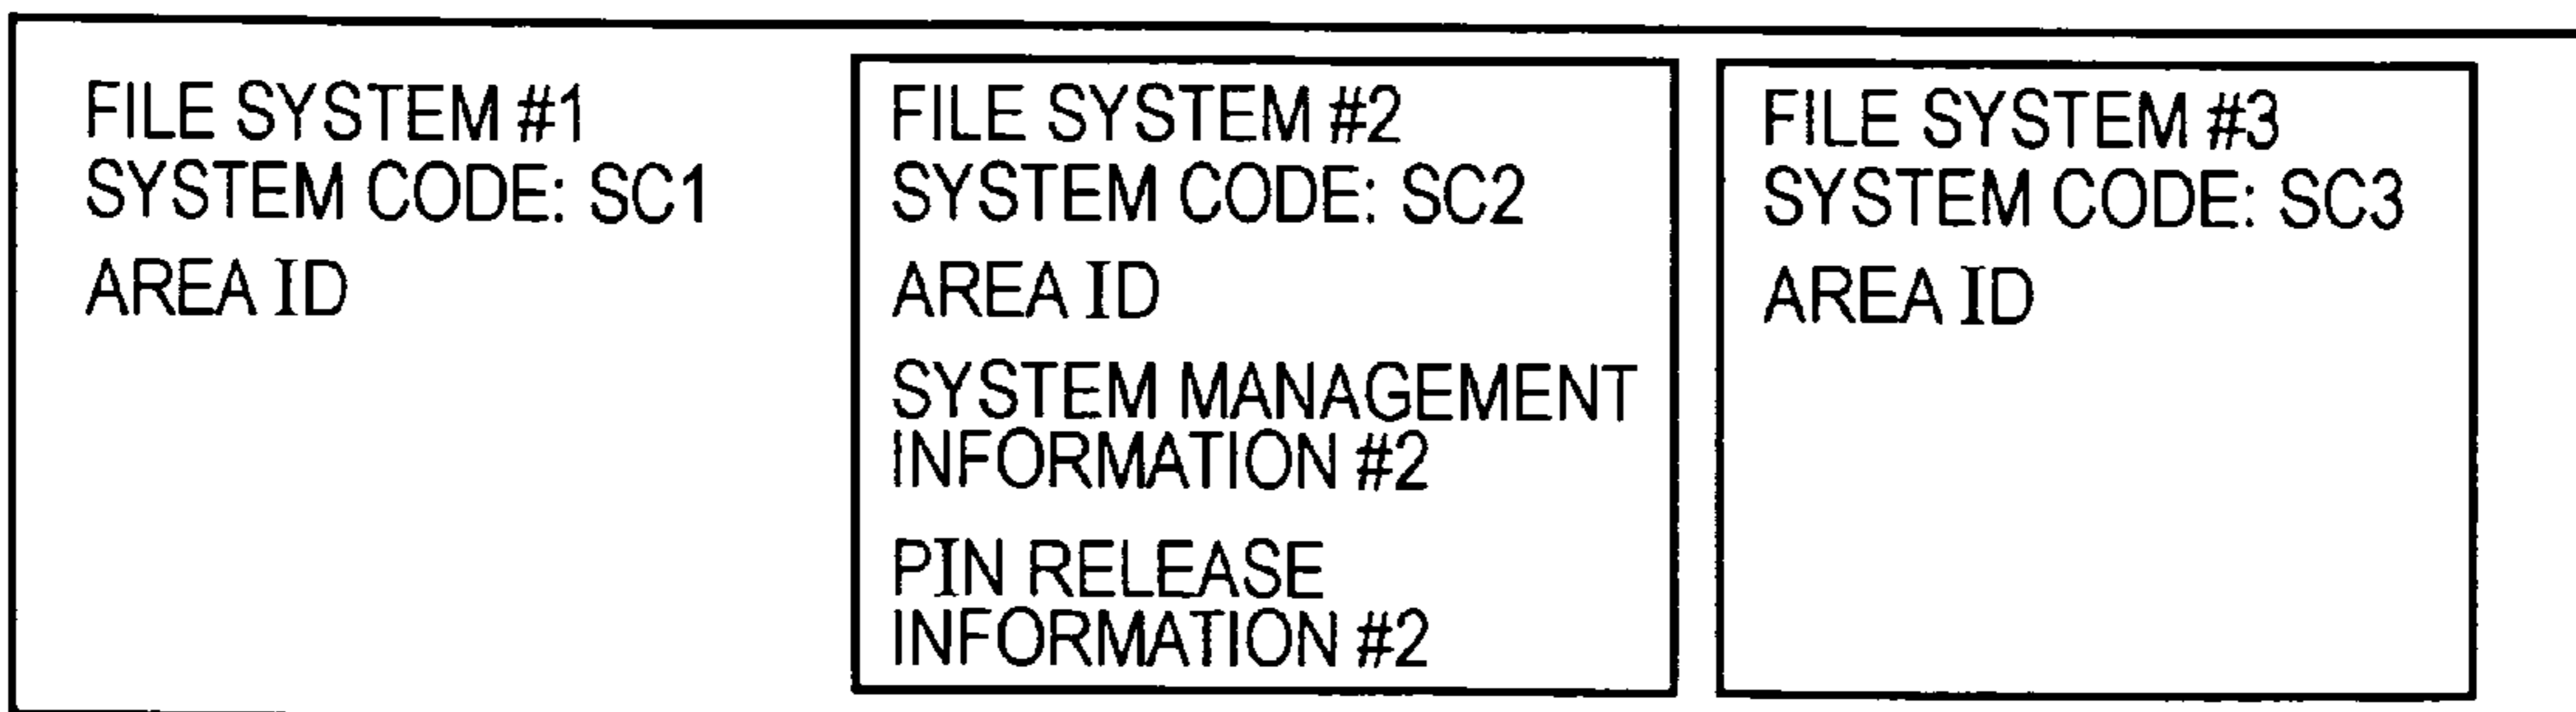 FILE SYSTEM #1
SYSTEM CODE: SC1
AREA ID
FILE SYSTEM #2
SYSTEM CODE: SC2
AREA ID
SYSTEM MANAGEMENT
INFORMATION #2
PIN RELEASE
INFORMATION #2
FILE SYSTEM #3
SYSTEM CODE: SC3
AREA ID